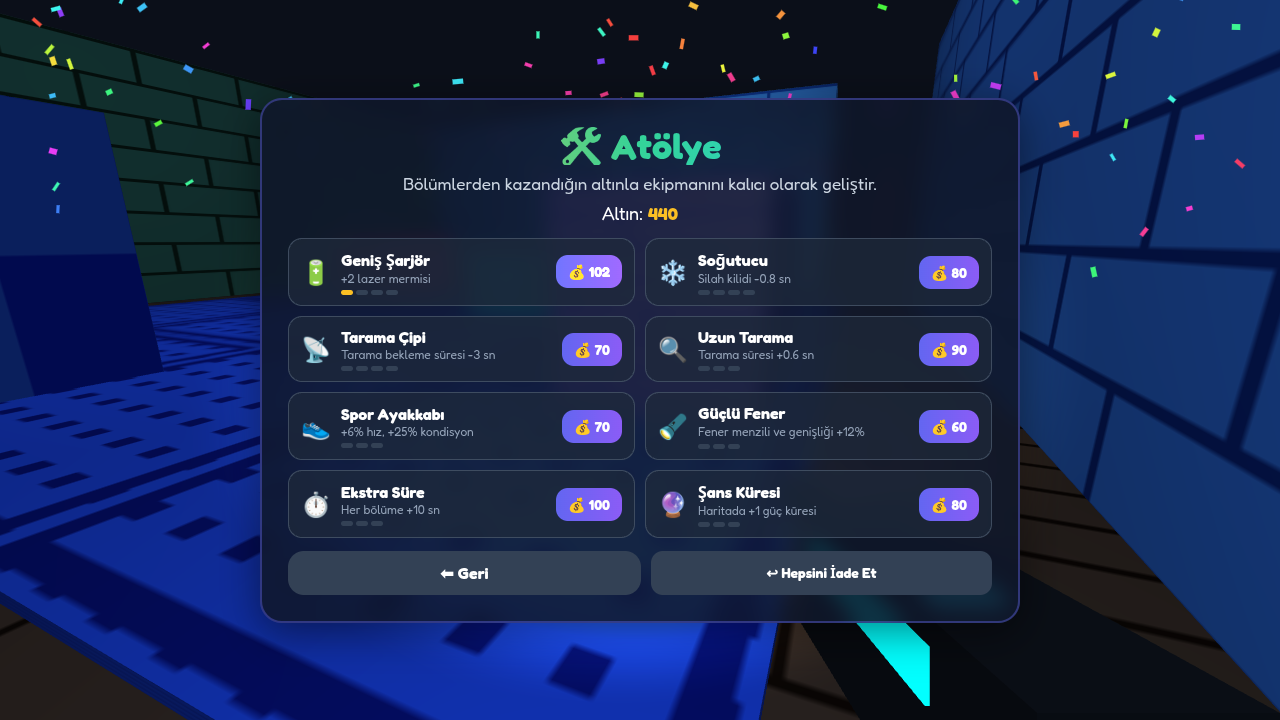 🛠 Atölye
Bölümlerden kazandığın altınla ekipmanını kalıcı olarak geliştir.
Altın: 440
Geniş Şarjör
+2 lazer mermisi
💰 102
Soğutucu
Silah kilidi -0.8 sn
💰 80
Tarama Çipi
Tarama bekleme süresi -3 sn
💰 70
Uzun Tarama
Tarama süresi +0.6 sn
💰 90
Spor Ayakkabı
+6% hız, +25% kondisyon
💰 70
Güçlü Fener
Fener menzili ve genişliği +12%
💰 60
Ekstra Süre
Her bölüme +10 sn
💰 100
Şans Küresi
Haritada +1 güç küresi
💰 80
⬅ Geri
↩ Hepsini İade Et